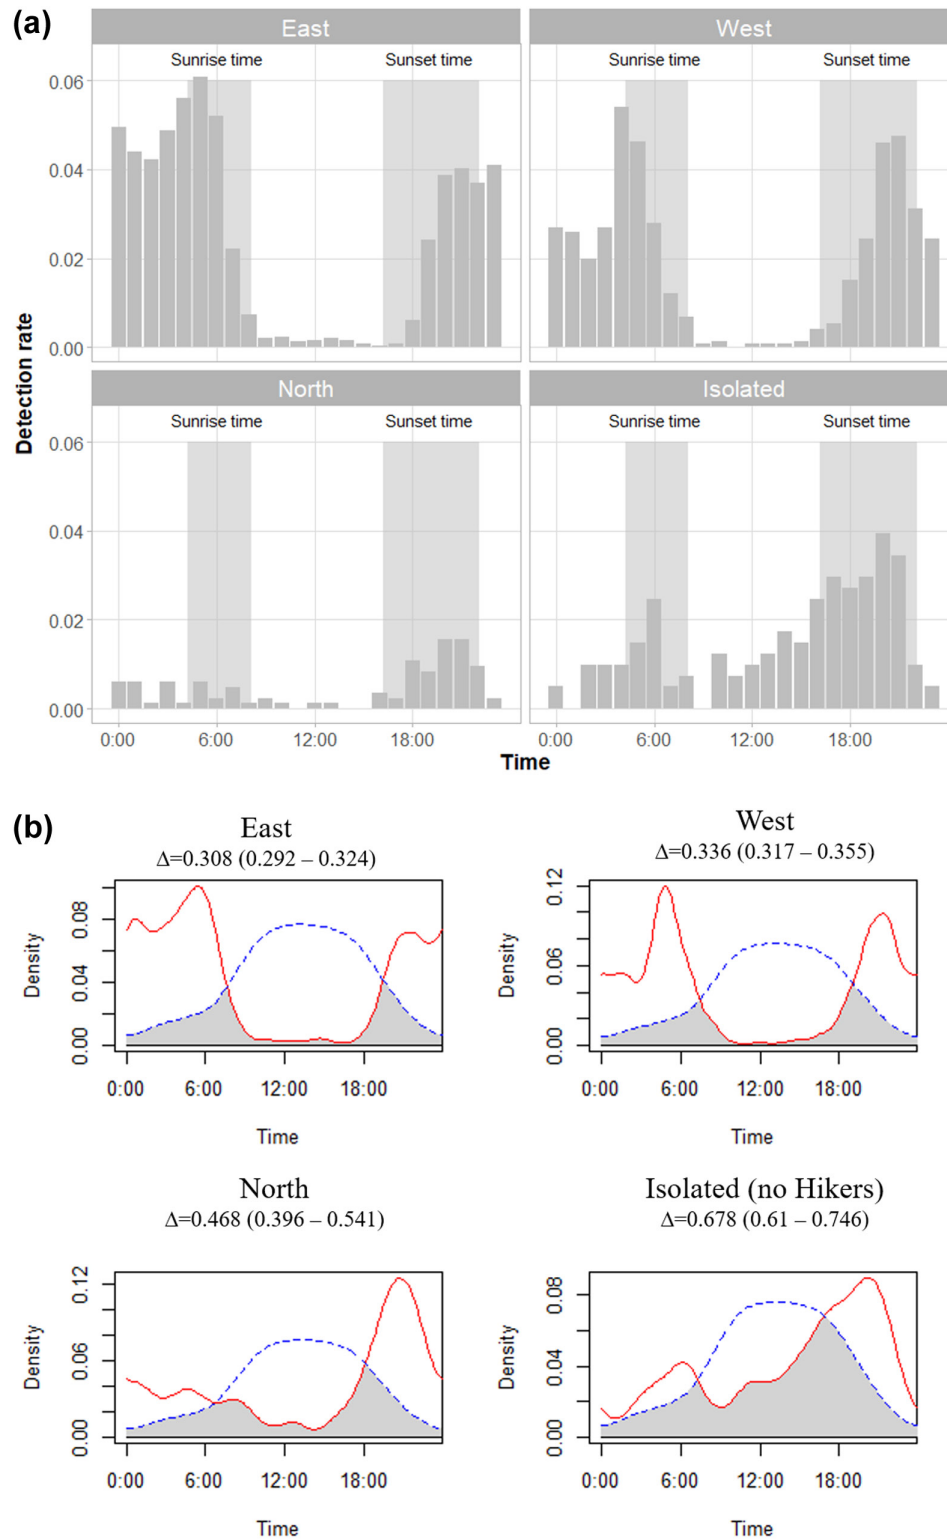 (a)
East
West
Sunrise time
Sunset time
Sunrise time
Sunset time
0.06
0.04
0.02
0.00
North
Isolated
Sunrise time
Sunset time
Sunrise time
Sunset time
0.06
0.04
0.02
0.00
Detection rate
0:00
6:00
12:00
18:00
0:00
6:00
12:00
18:00
Time
(b)
East
Δ=0.308 (0.292 – 0.324)
Density
0.00
0.04
0.08
0:00
6:00
12:00
18:00
Time
West
Δ=0.336 (0.317 – 0.355)
Density
0.00
0.06
0.12
0:00
6:00
12:00
18:00
Time
North
Δ=0.468 (0.396 – 0.541)
Density
0.00
0.06
0.12
0:00
6:00
12:00
18:00
Time
Isolated (no Hikers)
Δ=0.678 (0.61 – 0.746)
Density
0.00
0.04
0.08
0:00
6:00
12:00
18:00
Time